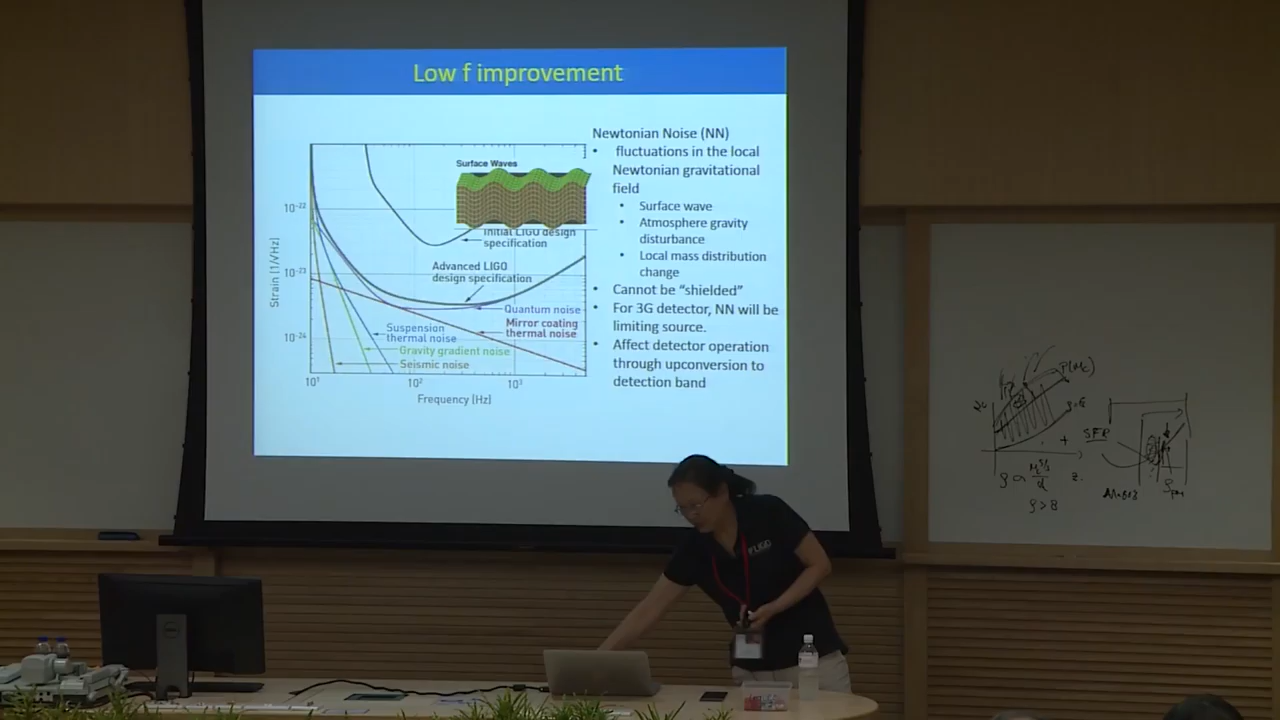 Low f improvement
Newtonian Noise (NN)
• fluctuations in the local
Newtonian gravitational
field
• Surface wave
• Atmosphere gravity
disturbance
• Local mass distribution
change
• Cannot be “shielded”
• For 3G detector, NN will be
limiting source.
• Affect detector operation
through upconversion to
detection band
Surface Waves
Initial LIGO design
specification
Advanced LIGO
design specification
Quantum noise
Mirror coating
thermal noise
Suspension
thermal noise
Gravity gradient noise
Seismic noise
Strain [1/√Hz]
10-22
10-23
10-24
10¹
10²
10³
Frequency [Hz]
LIGO
DELL
SFR
ρ>8